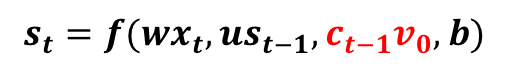 sₜ = f(wxₜ, usₜ₋₁, cₜ₋₁v₀, b)